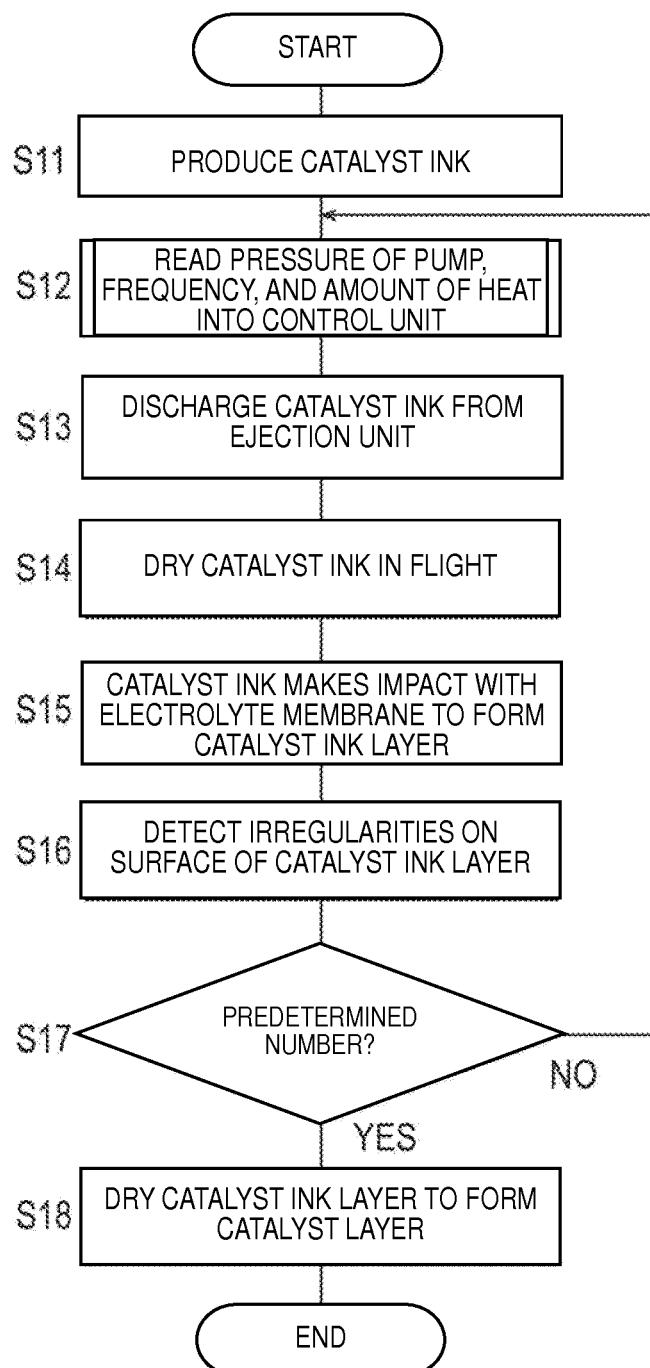 START
S11
PRODUCE CATALYST INK
S12
READ PRESSURE OF PUMP,
FREQUENCY, AND AMOUNT OF HEAT
INTO CONTROL UNIT
S13
DISCHARGE CATALYST INK FROM
EJECTION UNIT
S14
DRY CATALYST INK IN FLIGHT
S15
CATALYST INK MAKES IMPACT WITH
ELECTROLYTE MEMBRANE TO FORM
CATALYST INK LAYER
S16
DETECT IRREGULARITIES ON
SURFACE OF CATALYST INK LAYER
S17
PREDETERMINED
NUMBER?
NO
YES
S18
DRY CATALYST INK LAYER TO FORM
CATALYST LAYER
END